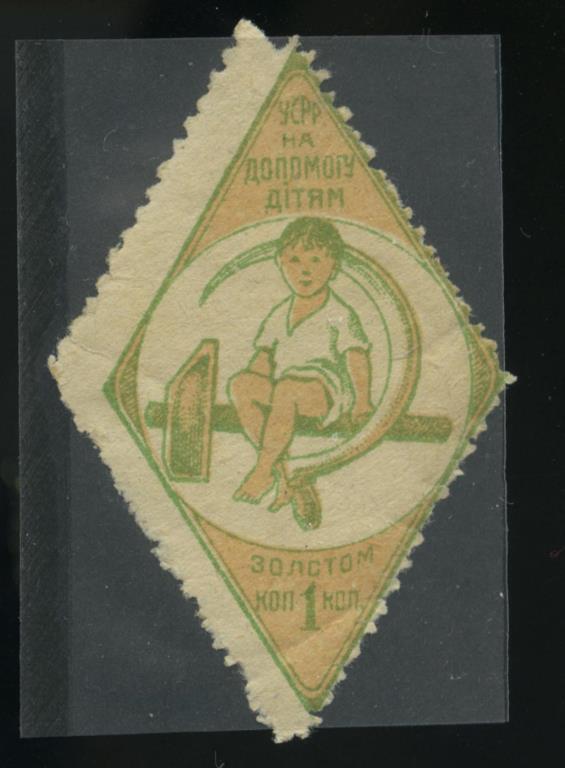 УСРР
НА
ДОПОМОГУ
ДІТЯМ
ЗОЛОТОМ
КОП 1 КОП.